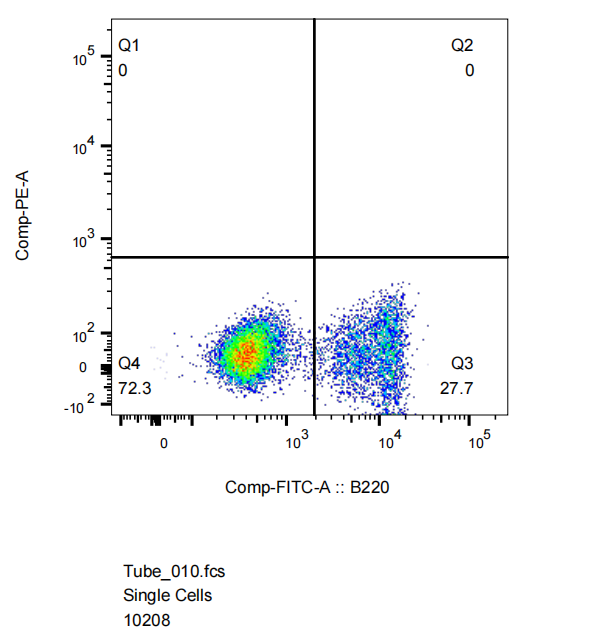 Q1
0
Q2
0
10^5
10^4
10^3
10^2
0
-10^2
Comp-PE-A
Q4
72.3
Q3
27.7
0
10^3
10^4
10^5
Comp-FITC-A :: B220
Tube_010.fcs
Single Cells
10208